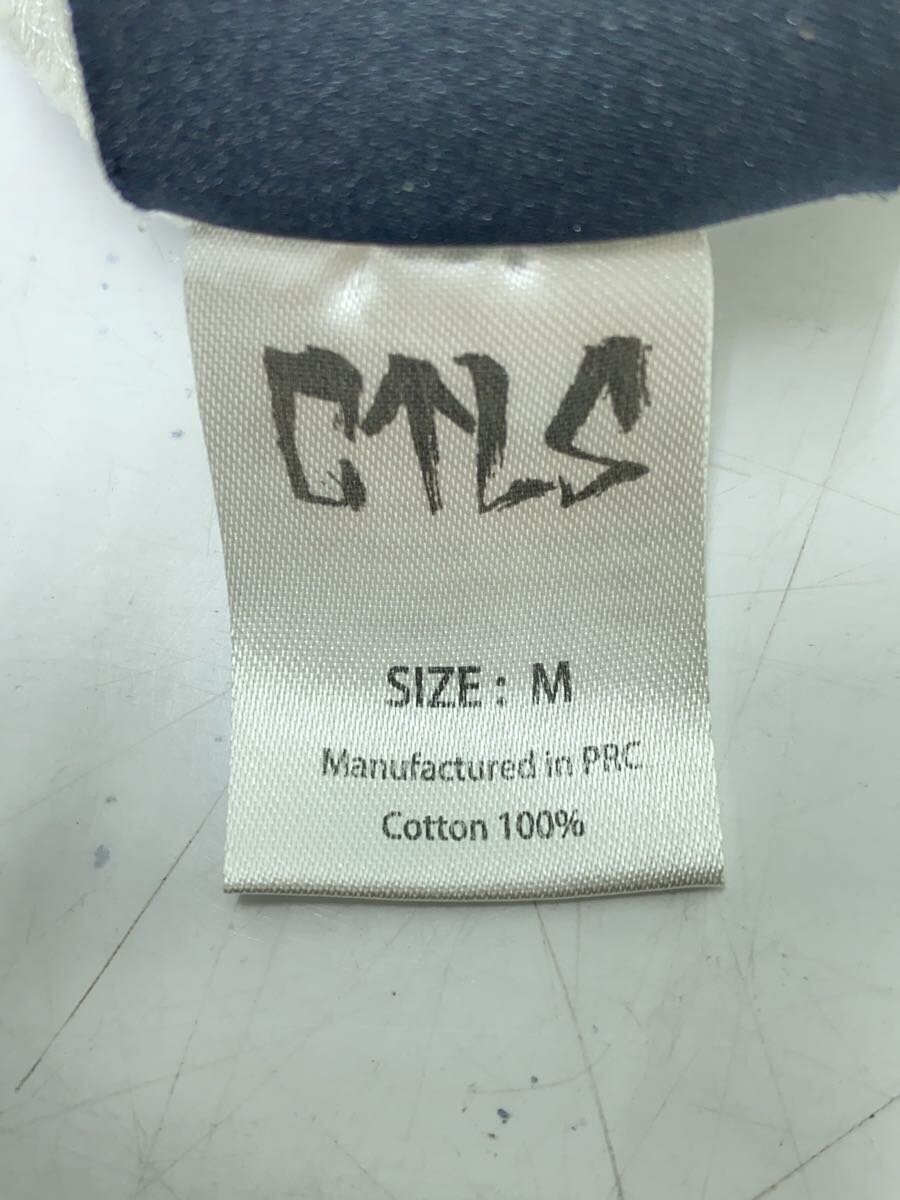 CTLS
SIZE : M
Manufactured in PRC
Cotton 100%